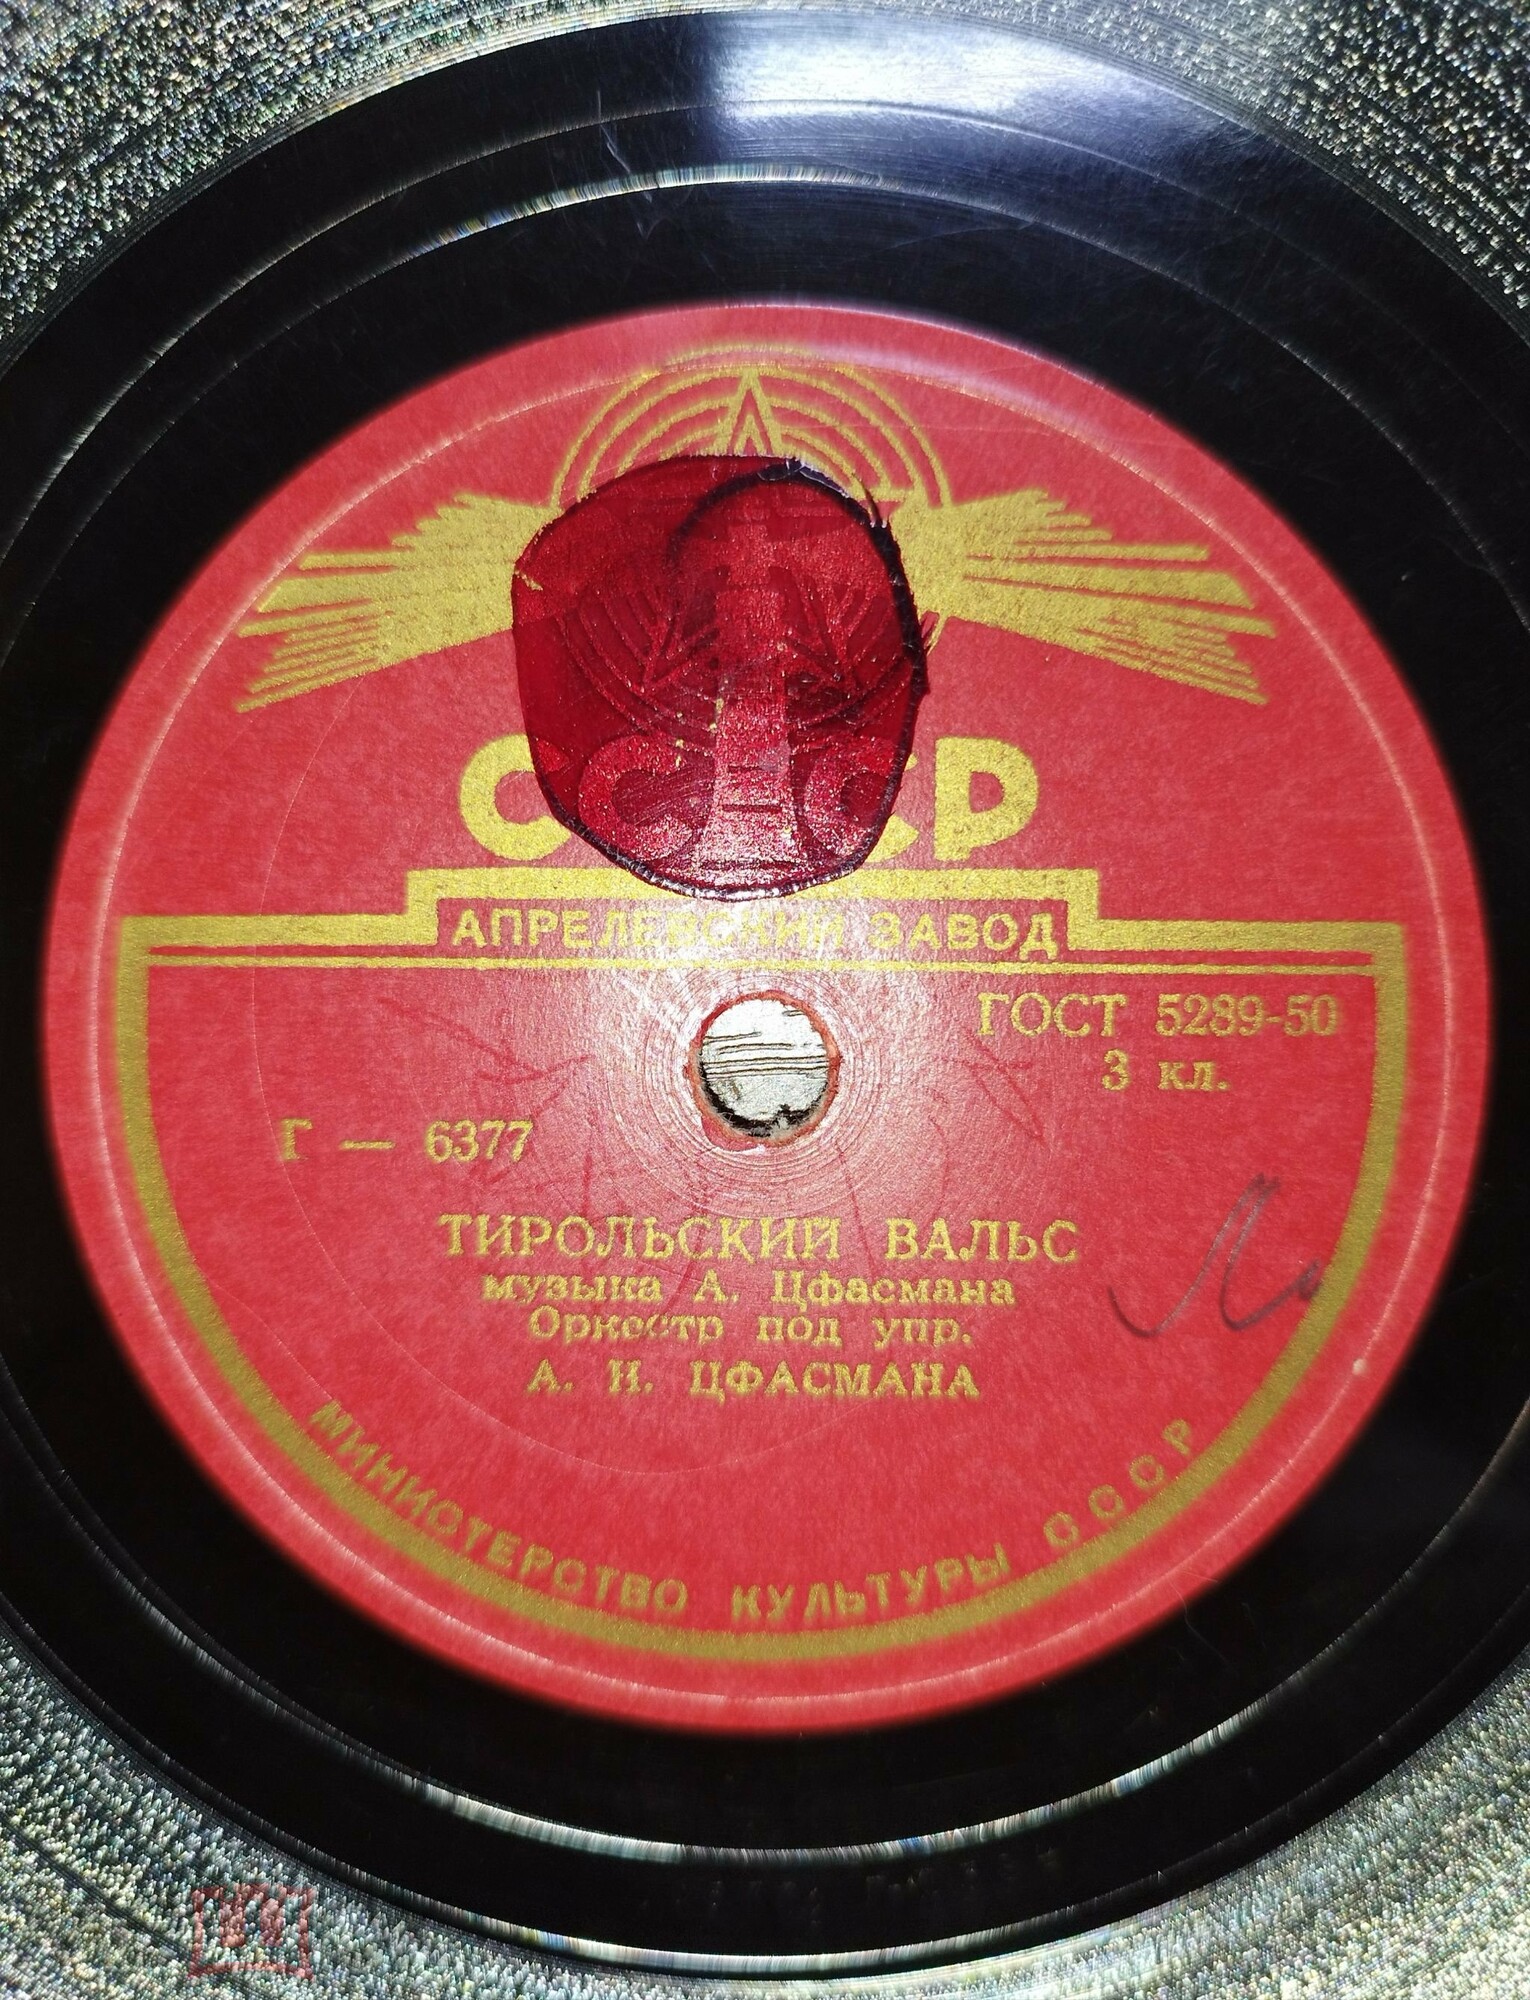 СССР
АПРЕЛЕВСКИЙ ЗАВОД
ГОСТ 5289-50
3 кл.
Г — 6377
ТИРОЛЬСКИЙ ВАЛЬС
музыка А. Цфасмана
Оркестр под упр.
А. Н. ЦФАСМАНА
МИНИСТЕРСТВО КУЛЬТУРЫ СССР